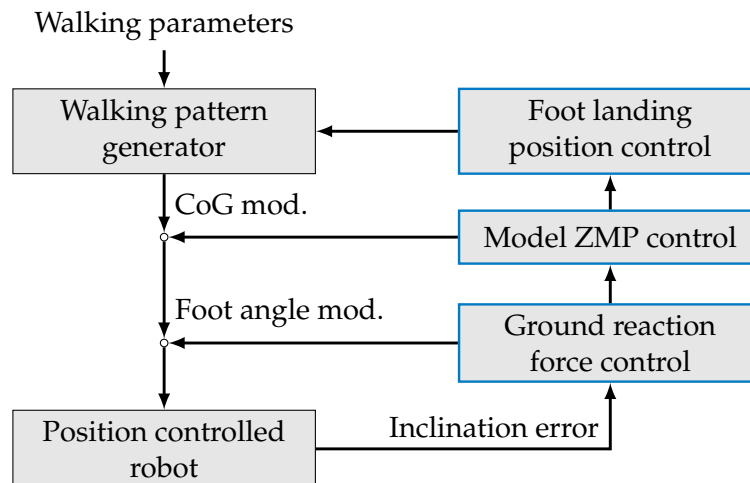 Walking parameters
Walking pattern
generator
Foot landing
position control
CoG mod.
Model ZMP control
Foot angle mod.
Ground reaction
force control
Position controlled
robot
Inclination error